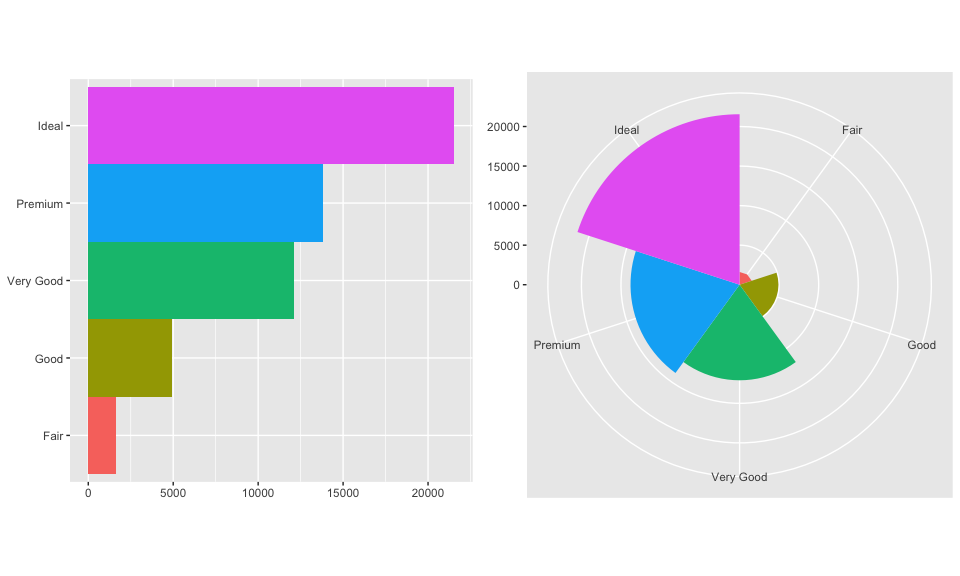 Ideal
Premium
Very Good
Good
Fair
0 5000 10000 15000 20000
20000
15000
10000
5000
0
Ideal
Fair
Premium
Good
Very Good